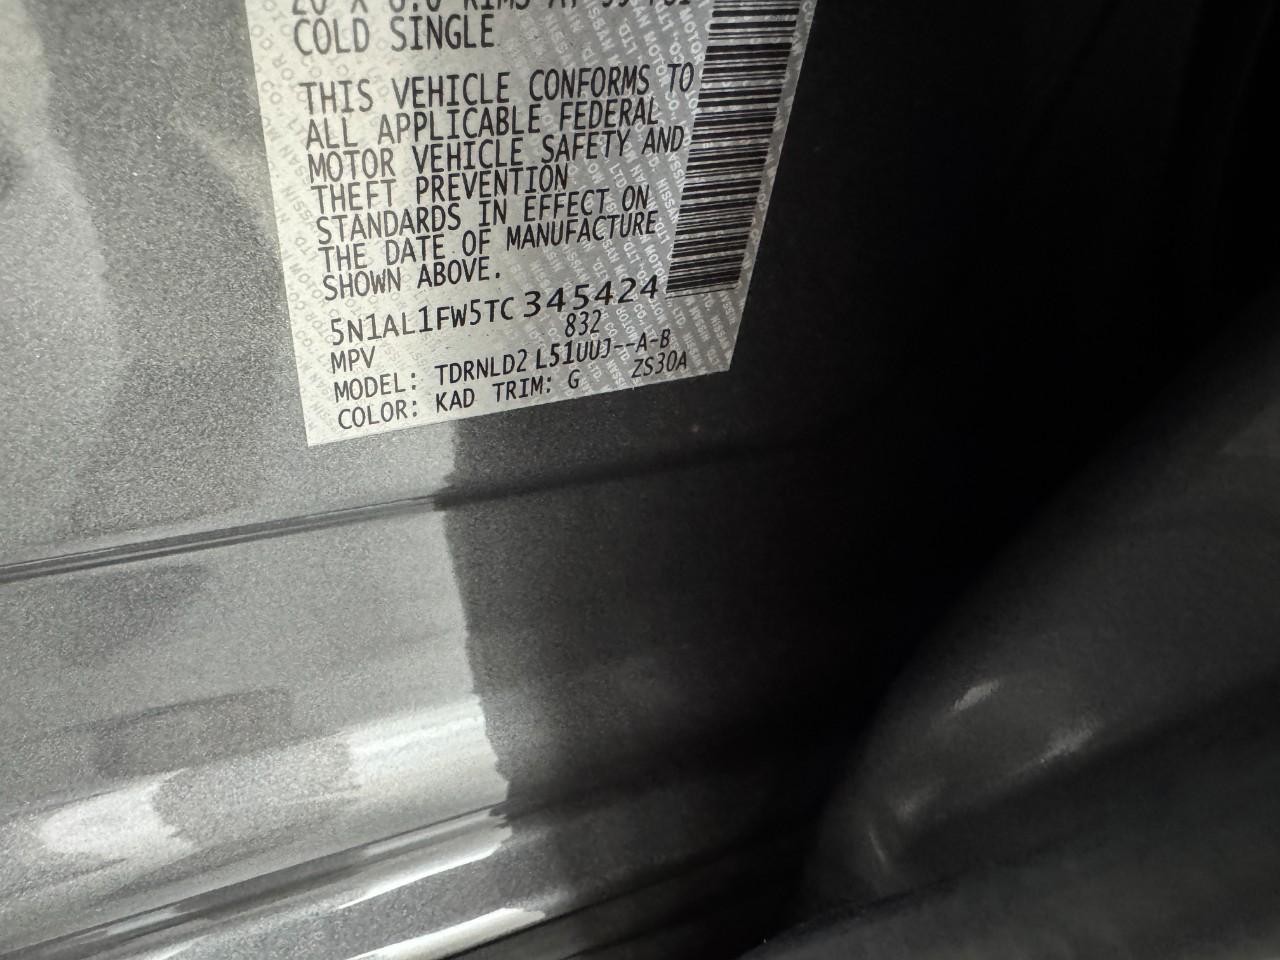 COLD SINGLE
THIS VEHICLE CONFORMS TO
ALL APPLICABLE FEDERAL
MOTOR VEHICLE SAFETY AND
THEFT PREVENTION
STANDARDS IN EFFECT ON
THE DATE OF MANUFACTURE
SHOWN ABOVE.
5N1AL1FW5TC345424
MPV 832
MODEL: TDRNLD2 L51UUJ--A-B
COLOR: KAD TRIM: G ZS30A